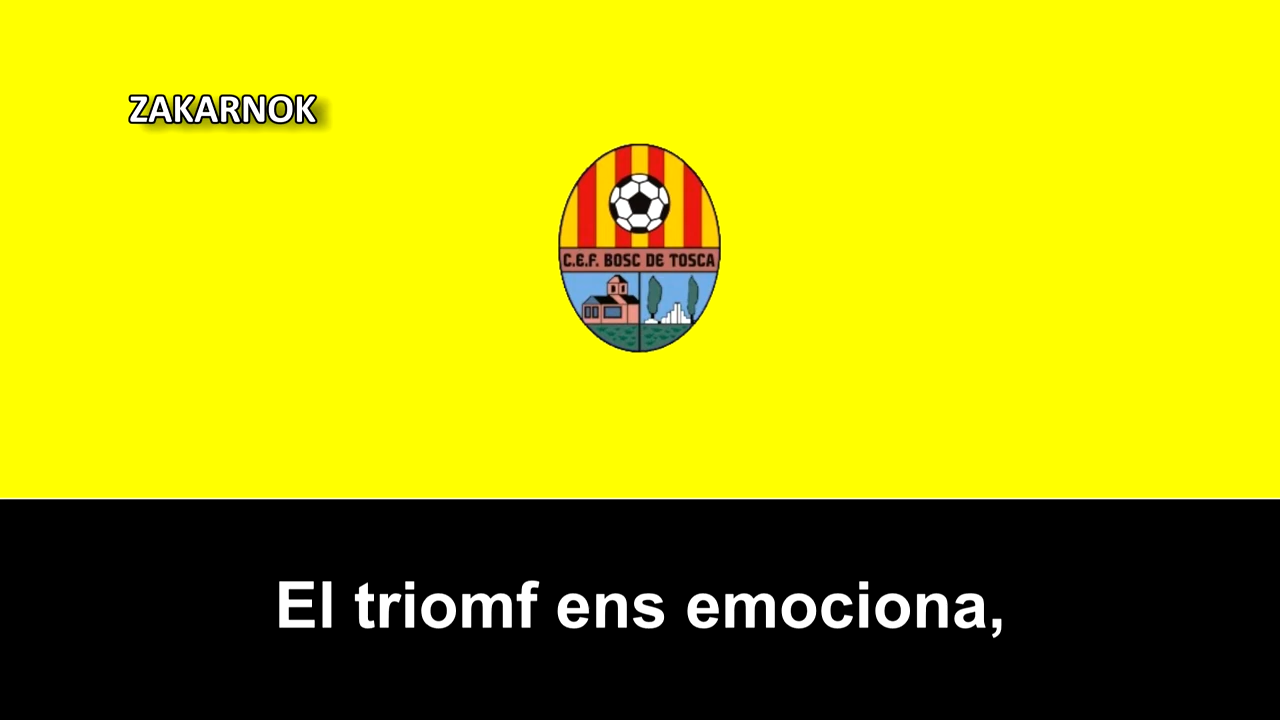 ZAKARNOK
C.E.F. BOSC DE TOSCA
El triomf ens emociona,